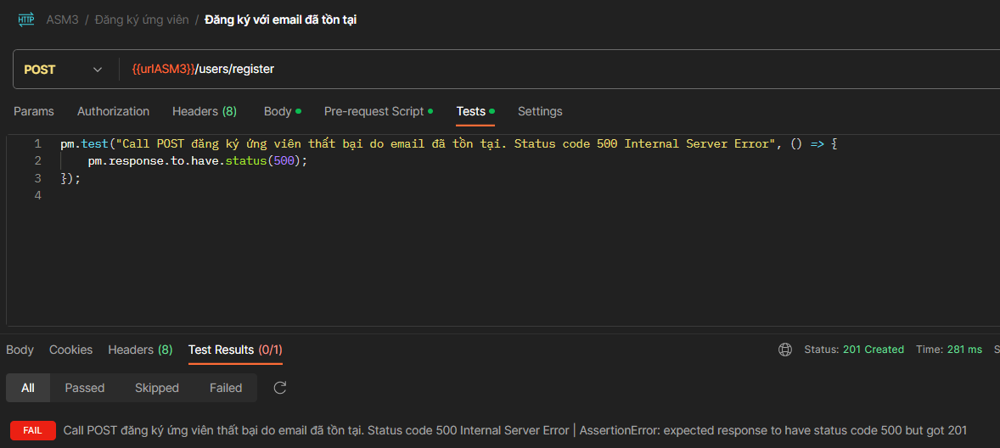 HTTP ASM3 / Đăng ký ứng viên / Đăng ký với email đã tồn tại
POST {{urlASM3}}/users/register
Params Authorization Headers (8) Body Pre-request Script Tests Settings
1 pm.test("Call POST đăng ký ứng viên thất bại do email đã tồn tại. Status code 500 Internal Server Error", () => {
2 pm.response.to.have.status(500);
3 });
4
Body Cookies Headers (8) Test Results (0/1) Status: 201 Created Time: 281 ms S
All Passed Skipped Failed
FAIL Call POST đăng ký ứng viên thất bại do email đã tồn tại. Status code 500 Internal Server Error | AssertionError: expected response to have status code 500 but got 201